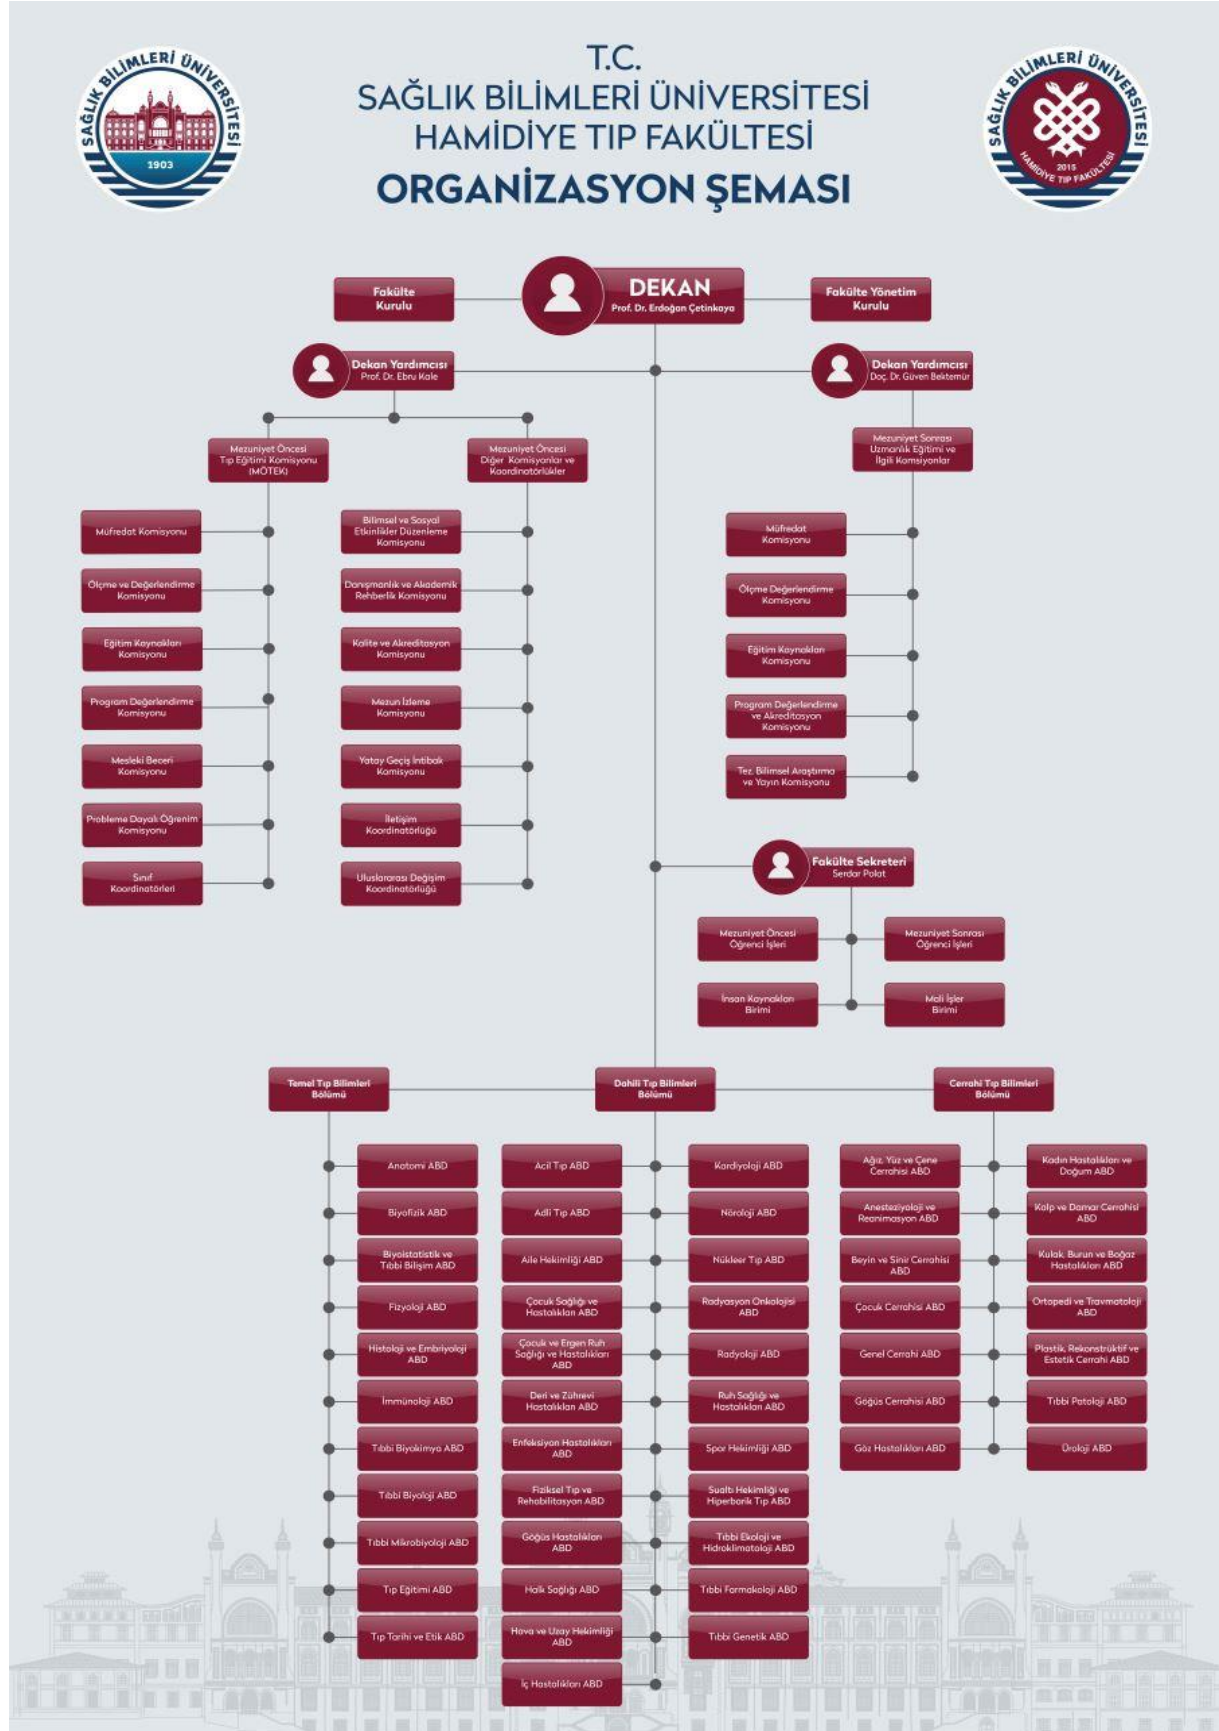 SAĞLIK BİLİMLERİ ÜNİVERSİTESİ
1903
T.C.
SAĞLIK BİLİMLERİ ÜNİVERSİTESİ
HAMİDİYE TIP FAKÜLTESİ
ORGANİZASYON ŞEMASI
SAĞLIK BİLİMLERİ ÜNİVERSİTESİ
2015
HAMİDİYE TIP FAKÜLTESİ
Fakülte
Kurulu
DEKAN
Prof. Dr. Erdoğan Çetinkaya
Fakülte Yönetim
Kurulu
Dekan Yardımcısı
Prof. Dr. Ebru Kale
Dekan Yardımcısı
Doç. Dr. Güven Bektemür
Mezuniyet Öncesi
Tıp Eğitimi Komisyonu
(MÖTEK)
Mezuniyet Öncesi
Diğer Komisyonlar ve
Koordinatörlükler
Mezuniyet Sonrası
Uzmanlık Eğitimi ve
İlgili Komsiyonlar
Müfredat Komisyonu
Ölçme ve Değerlendirme
Komisyonu
Eğitim Kaynakları
Komisyonu
Program Değerlendirme
Komisyonu
Mesleki Beceri
Komisyonu
Probleme Dayalı Öğrenim
Komisyonu
Sınıf
Koordinatörleri
Bilimsel ve Sosyal
Etkinlikler Düzenleme
Komisyonu
Danışmanlık ve Akademik
Rehberlik Komisyonu
Kalite ve Akreditasyon
Komisyonu
Mezun İzleme
Komisyonu
Yatay Geçiş İntibak
Komisyonu
İletişim
Koordinatörlüğü
Uluslararası Değişim
Koordinatörlüğü
Müfredat
Komisyonu
Ölçme Değerlendirme
Komisyonu
Eğitim Kaynakları
Komisyonu
Program Değerlendirme
ve Akreditasyon
Komisyonu
Tez, Bilimsel Araştırma
ve Yayın Komisyonu
Fakülte Sekreteri
Serdar Polat
Mezuniyet Öncesi
Öğrenci İşleri
Mezuniyet Sonrası
Öğrenci İşleri
İnsan Kaynakları
Birimi
Mali İşler
Birimi
Temel Tıp Bilimleri
Bölümü
Dahili Tıp Bilimleri
Bölümü
Cerrahi Tıp Bilimleri
Bölümü
Anatomi ABD
Biyofizik ABD
Biyoistatistik ve
Tıbbi Bilişim ABD
Fizyoloji ABD
Histoloji ve Embriyoloji
ABD
İmmünoloji ABD
Tıbbi Biyokimya ABD
Tıbbi Biyoloji ABD
Tıbbi Mikrobiyoloji ABD
Tıp Eğitimi ABD
Tıp Tarihi ve Etik ABD
Acil Tıp ABD
Adli Tıp ABD
Aile Hekimliği ABD
Çocuk Sağlığı ve
Hastalıkları ABD
Çocuk ve Ergen Ruh
Sağlığı ve Hastalıkları
ABD
Deri ve Zührevi
Hastalıkları ABD
Enfeksiyon Hastalıkları
ABD
Fiziksel Tıp ve
Rehabilitasyon ABD
Göğüs Hastalıkları
ABD
Halk Sağlığı ABD
Hava ve Uzay Hekimliği
ABD
İç Hastalıkları ABD
Kardiyoloji ABD
Nöroloji ABD
Nükleer Tıp ABD
Radyasyon Onkolojisi
ABD
Radyoloji ABD
Ruh Sağlığı ve
Hastalıkları ABD
Spor Hekimliği ABD
Sualtı Hekimliği ve
Hiperbarik Tıp ABD
Tıbbi Ekoloji ve
Hidroklimatoloji ABD
Tıbbi Farmakoloji ABD
Tıbbi Genetik ABD
Ağız, Yüz ve Çene
Cerrahisi ABD
Anesteziyoloji ve
Reanimasyon ABD
Beyin ve Sinir Cerrahisi
ABD
Çocuk Cerrahisi ABD
Genel Cerrahi ABD
Göğüs Cerrahisi ABD
Göz Hastalıkları ABD
Kadın Hastalıkları ve
Doğum ABD
Kalp ve Damar Cerrahisi
ABD
Kulak, Burun ve Boğaz
Hastalıkları ABD
Ortopedi ve Travmatoloji
ABD
Plastik, Rekonstrüktif ve
Estetik Cerrahi ABD
Tıbbi Patoloji ABD
Üroloji ABD